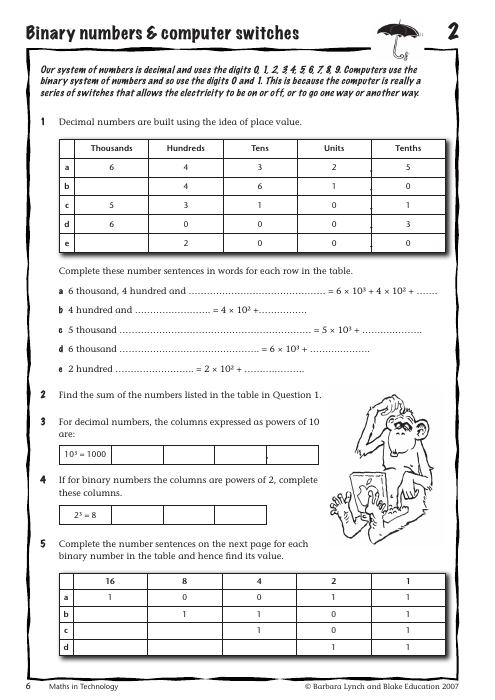 Binary numbers & computer switches 2
Our system of numbers is decimal and uses the digits 0, 1, 2, 3, 4, 5, 6, 7, 8, 9. Computers use the
binary system of numbers and so use the digits 0 and 1. This is because the computer is really a
series of switches that allows the electricity to be on or off, or to go one way or another way.
1 Decimal numbers are built using the idea of place value.
Thousands Hundreds Tens Units Tenths
a 6 4 3 2 . 5
b 4 6 1 . 0
c 5 3 1 0 . 1
d 6 0 0 0 . 3
e 2 0 0 . 0
Complete these number sentences in words for each row in the table.
a 6 thousand, 4 hundred and ................................................ = 6 × 10³ + 4 × 10² + .......
b 4 hundred and .......................... = 4 × 10² +.................
c 5 thousand .................................................................... = 5 × 10³ + .....................
d 6 thousand ................................................. = 6 × 10³ + .....................
e 2 hundred ........................... = 2 × 10² + .....................
2 Find the sum of the numbers listed in the table in Question 1.
3 For decimal numbers, the columns expressed as powers of 10
are:
10³ = 1000 .
4 If for binary numbers the columns are powers of 2, complete
these columns.
2³ = 8
5 Complete the number sentences on the next page for each
binary number in the table and hence find its value.
16 8 4 2 1
a 1 0 0 1 1
b 1 1 0 1
c 1 0 1
d 1 1
6 Maths in Technology © Barbara Lynch and Blake Education 2007